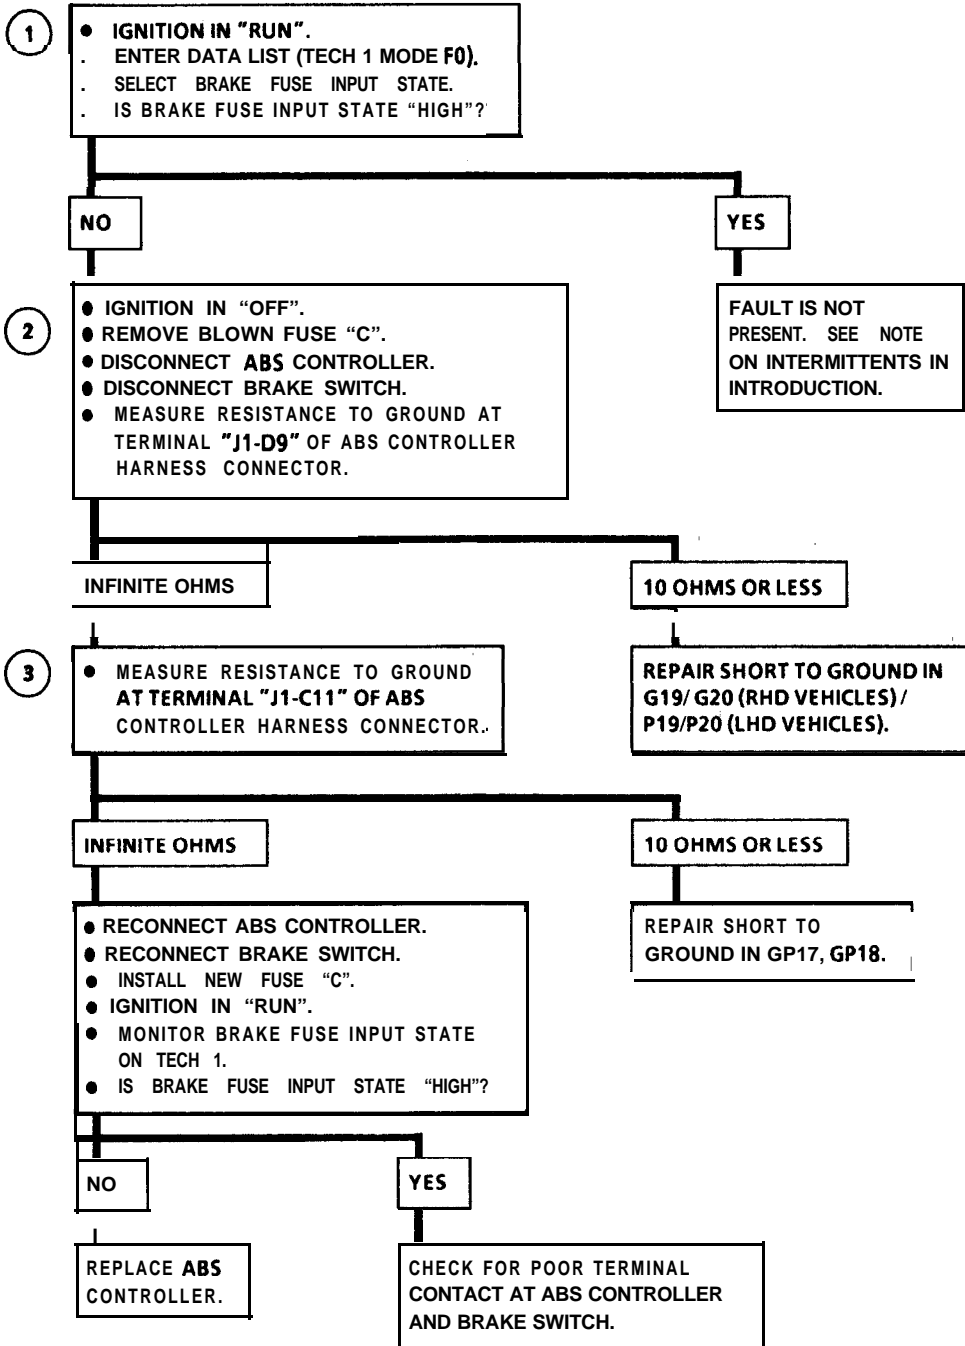 1
● IGNITION IN "RUN".
. ENTER DATA LIST (TECH 1 MODE F0).
. SELECT BRAKE FUSE INPUT STATE.
. IS BRAKE FUSE INPUT STATE "HIGH"?
NO
YES
2
● IGNITION IN "OFF".
● REMOVE BLOWN FUSE "C".
● DISCONNECT ABS CONTROLLER.
● DISCONNECT BRAKE SWITCH.
● MEASURE RESISTANCE TO GROUND AT
TERMINAL "J1-D9" OF ABS CONTROLLER
HARNESS CONNECTOR.
FAULT IS NOT
PRESENT. SEE NOTE
ON INTERMITTENTS IN
INTRODUCTION.
INFINITE OHMS
10 OHMS OR LESS
3
● MEASURE RESISTANCE TO GROUND
AT TERMINAL "J1-C11" OF ABS
CONTROLLER HARNESS CONNECTOR.
REPAIR SHORT TO GROUND IN
G19/ G20 (RHD VEHICLES) /
P19/P20 (LHD VEHICLES).
INFINITE OHMS
10 OHMS OR LESS
● RECONNECT ABS CONTROLLER.
● RECONNECT BRAKE SWITCH.
● INSTALL NEW FUSE "C".
● IGNITION IN "RUN".
● MONITOR BRAKE FUSE INPUT STATE
ON TECH 1.
● IS BRAKE FUSE INPUT STATE "HIGH"?
REPAIR SHORT TO
GROUND IN GP17, GP18.
NO
YES
REPLACE ABS
CONTROLLER.
CHECK FOR POOR TERMINAL
CONTACT AT ABS CONTROLLER
AND BRAKE SWITCH.